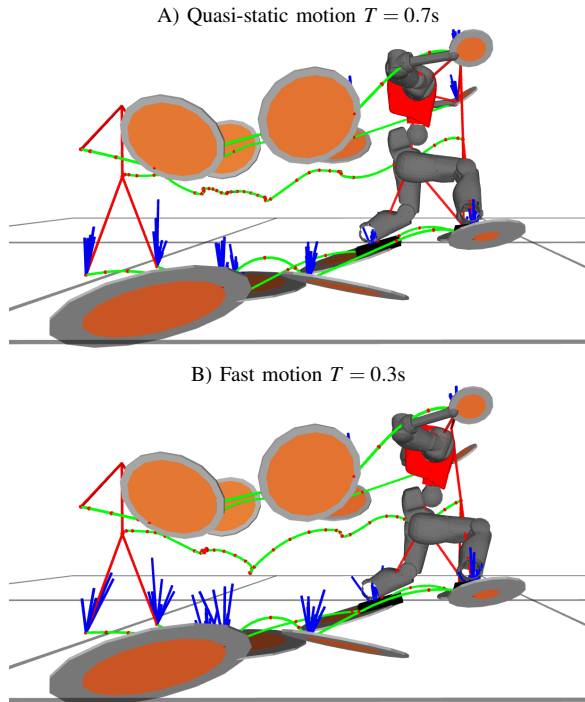 A) Quasi-static motion T = 0.7s
B) Fast motion T = 0.3s